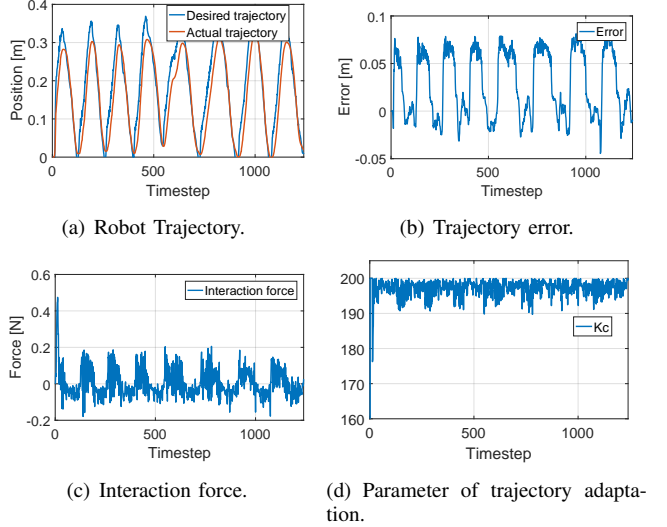 0.4
0.3
0.2
0.1
0
Position [m]
Desired trajectory
Actual trajectory
0 500 1000
Timestep
(a) Robot Trajectory.
0.1
0.05
0
-0.05
Error [m]
Error
0 500 1000
Timestep
(b) Trajectory error.
0.6
0.4
0.2
0
-0.2
Force [N]
Interaction force
0 500 1000
Timestep
(c) Interaction force.
200
190
180
170
160
Kc
0 500 1000
Timestep
(d) Parameter of trajectory adapta-
tion.